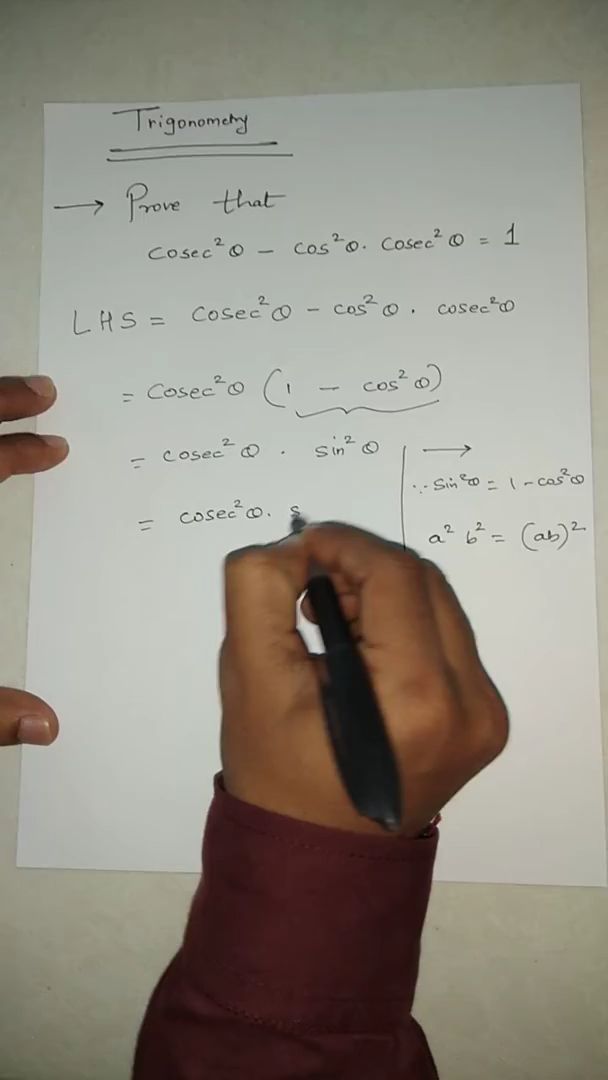 Trigonometry
→ Prove that
cosec²θ - cos²θ. cosec²θ = 1
LHS = cosec²θ - cos²θ . cosec²θ
= cosec²θ (1 - cos²θ)
= cosec²θ . sin²θ →
∵ sin²θ = 1 - cos²θ
= cosec²θ. s
a² b² = (ab)²